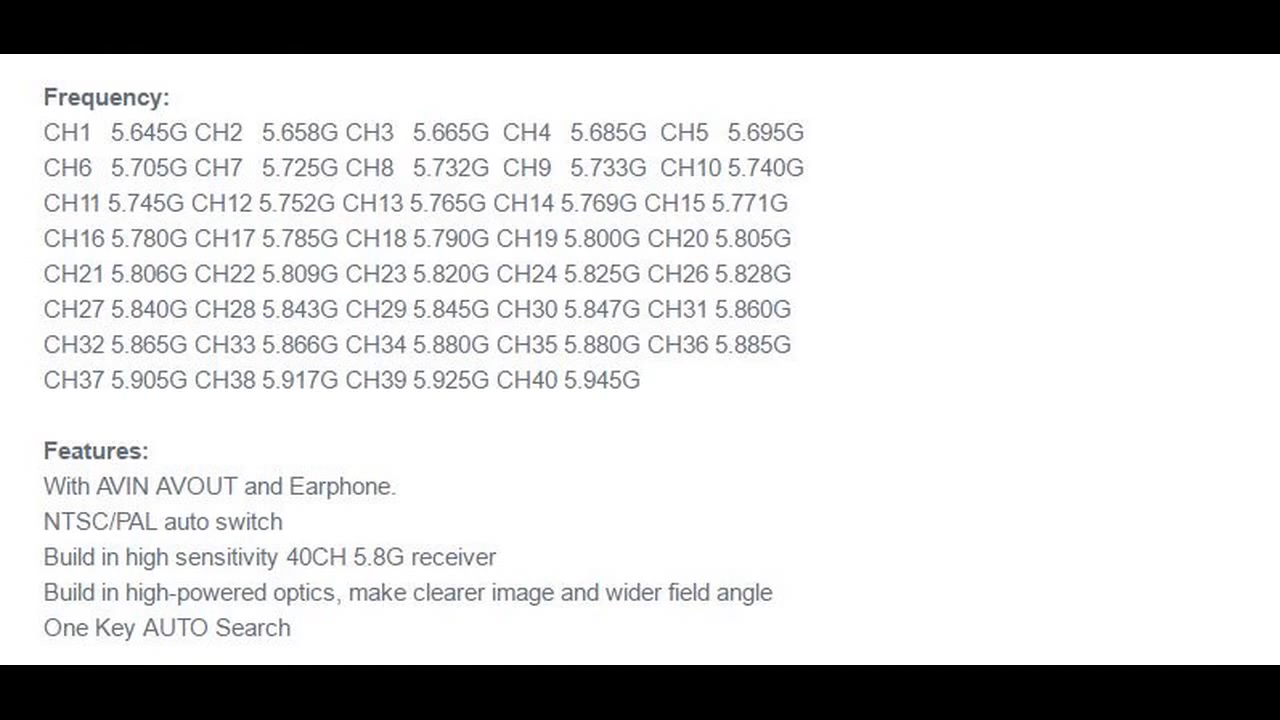 Frequency:
CH1 5.645G CH2 5.658G CH3 5.665G CH4 5.685G CH5 5.695G
CH6 5.705G CH7 5.725G CH8 5.732G CH9 5.733G CH10 5.740G
CH11 5.745G CH12 5.752G CH13 5.765G CH14 5.769G CH15 5.771G
CH16 5.780G CH17 5.785G CH18 5.790G CH19 5.800G CH20 5.805G
CH21 5.806G CH22 5.809G CH23 5.820G CH24 5.825G CH26 5.828G
CH27 5.840G CH28 5.843G CH29 5.845G CH30 5.847G CH31 5.860G
CH32 5.865G CH33 5.866G CH34 5.880G CH35 5.880G CH36 5.885G
CH37 5.905G CH38 5.917G CH39 5.925G CH40 5.945G
Features:
With AVIN AVOUT and Earphone.
NTSC/PAL auto switch
Build in high sensitivity 40CH 5.8G receiver
Build in high-powered optics, make clearer image and wider field angle
One Key AUTO Search